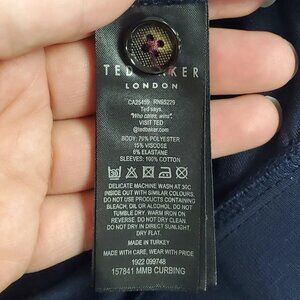 TED BAKER
LONDON
CA25459 RN95229
Ted says,
"Who cares, wins".
VISIT TED
@tedbaker.com
BODY: 79% POLYESTER
15% VISCOSE
6% ELASTANE
SLEEVES: 100% COTTON
DELICATE MACHINE WASH AT 30C
INSIDE OUT WITH SIMILAR COLOURS.
DO NOT USE PRODUCTS CONTAINING
BLEACH, OIL OR ALCOHOL. DO NOT
TUMBLE DRY. WARM IRON ON
REVERSE. DO NOT DRY CLEAN.
DO NOT DRY IN DIRECT SUNLIGHT.
DRY FLAT.
MADE IN TURKEY
MADE WITH CARE, WEAR WITH PRIDE
1922 099748
157841 MMB CURBING